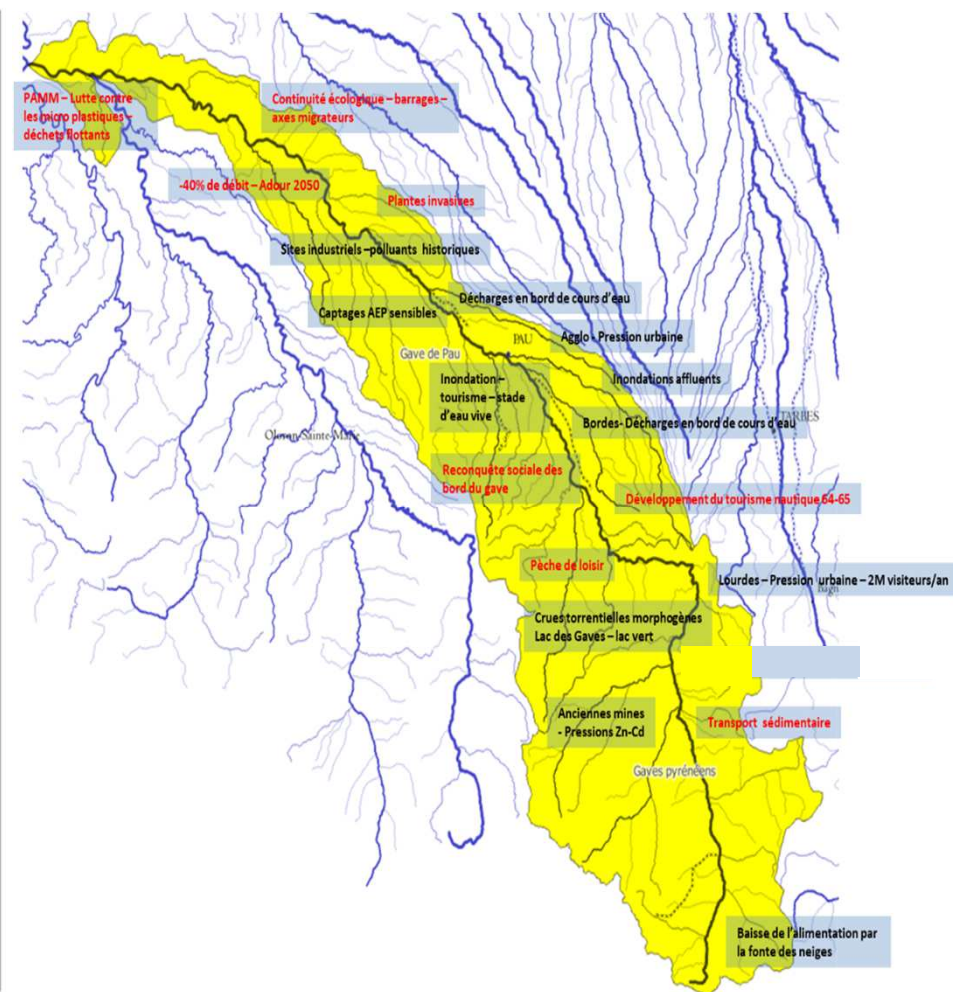 PAMM – Lutte contre
les micro plastiques –
déchets flottants
Continuité écologique – barrages –
axes migrateurs
-40% de débit – Adour 2050
Plantes invasives
Sites industriels –polluants historiques
Décharges en bord de cours d'eau
Captages AEP sensibles
PAU
Agglo - Pression urbaine
Gave de Pau
Inondation –
tourisme – stade
d'eau vive
Inondations affluents
Bordes- Décharges en bord de cours d'eau
TARBES
Oloron-Sainte-Marie
Reconquête sociale des
bord du gave
Développement du tourisme nautique 64-65
Pèche de loisir
Lourdes – Pression urbaine – 2M visiteurs/an
Crues torrentielles morphogènes
Lac des Gaves – lac vert
Anciennes mines
- Pressions Zn-Cd
Transport sédimentaire
Gaves pyrénéens
Baisse de l'alimentation par
la fonte des neiges